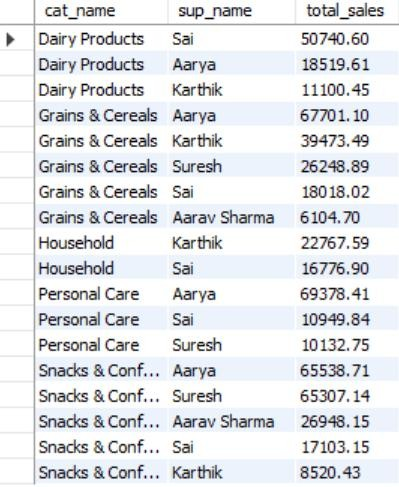 cat_name sup_name total_sales
Dairy Products Sai 50740.60
Dairy Products Aarya 18519.61
Dairy Products Karthik 11100.45
Grains & Cereals Aarya 67701.10
Grains & Cereals Karthik 39473.49
Grains & Cereals Suresh 26248.89
Grains & Cereals Sai 18018.02
Grains & Cereals Aarav Sharma 6104.70
Household Karthik 22767.59
Household Sai 16776.90
Personal Care Aarya 69378.41
Personal Care Sai 10949.84
Personal Care Suresh 10132.75
Snacks & Conf... Aarya 65538.71
Snacks & Conf... Suresh 65307.14
Snacks & Conf... Aarav Sharma 26948.15
Snacks & Conf... Sai 17103.15
Snacks & Conf... Karthik 8520.43